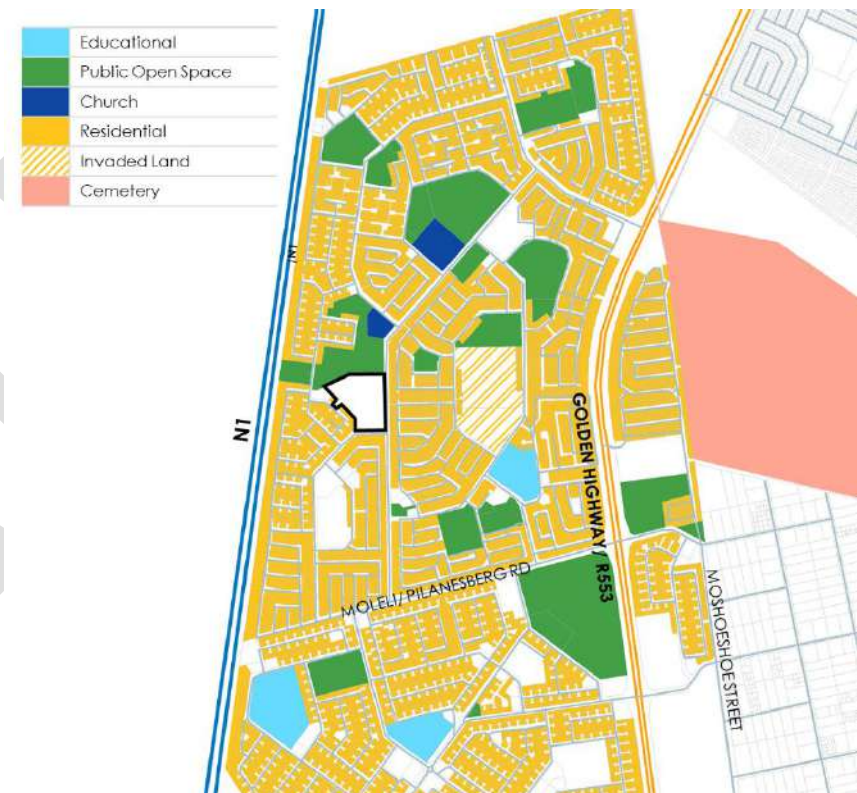 Educational
Public Open Space
Church
Residential
Invaded Land
Cemetery
N1
N1
GOLDEN HIGHWAY / R553
MOLELI / PILANESBERG RD
MOSHOESHOE STREET